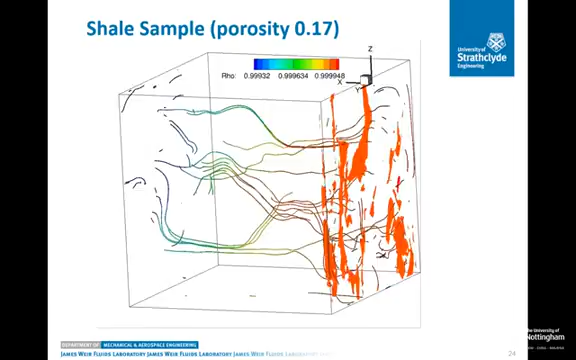 Shale Sample (porosity 0.17)
University of
Strathclyde
Engineering
Z
X
Y
Rho: 0.99932 0.999634 0.999948
DEPARTMENT OF MECHANICAL & AEROSPACE ENGINEERING
JAMES WEIR FLUIDS LABORATORY JAMES WEIR FLUIDS LABORATORY JAMES WEIR FLUIDS LABORATORY
24
The University of
Nottingham